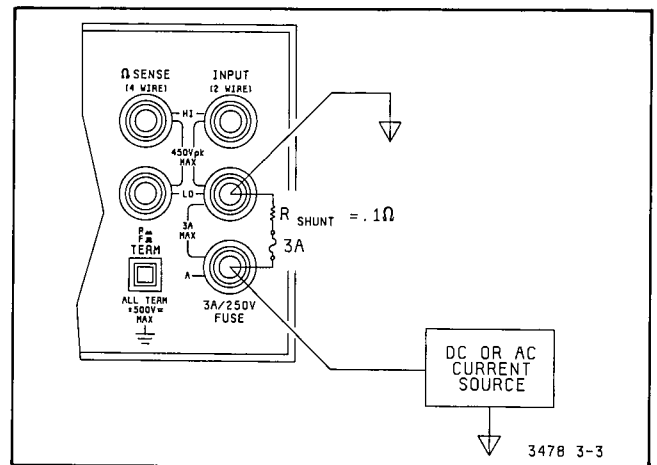 Ω SENSE
(4 WIRE)
INPUT
(2 WIRE)
HI
450Vpk
MAX
LO
R SHUNT = .1Ω
3A
MAX
3A
R
F
TERM
A
ALL TERM
±500V=
MAX
3A/250V
FUSE
DC OR AC
CURRENT
SOURCE
3478 3-3